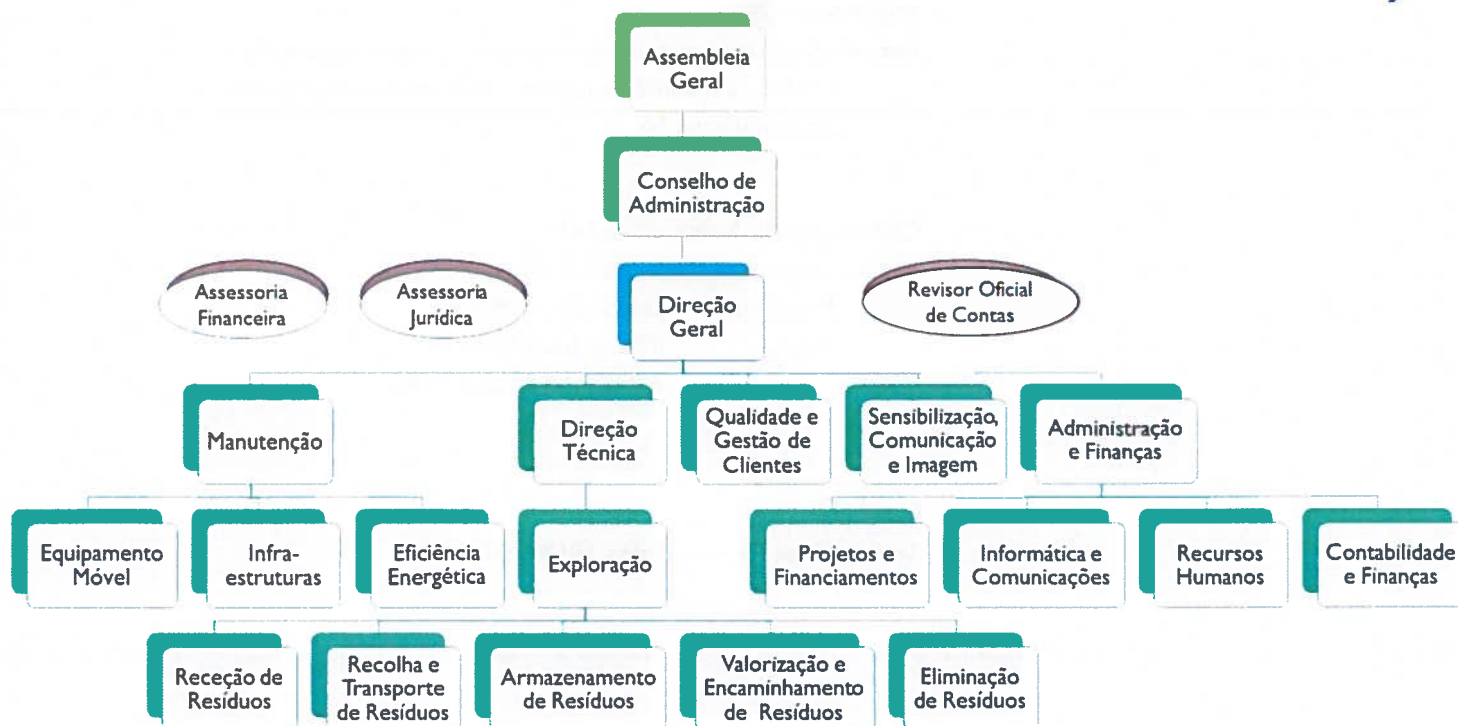 Assembleia
Geral
Conselho de
Administração
Assessoria
Financeira
Assessoria
Jurídica
Direção
Geral
Revisor Oficial
de Contas
Manutenção
Direção
Técnica
Qualidade e
Gestão de
Clientes
Sensibilização,
Comunicação
e Imagem
Administração
e Finanças
Equipamento
Móvel
Infra-
estruturas
Eficiência
Energética
Exploração
Projetos e
Financiamentos
Informática e
Comunicações
Recursos
Humanos
Contabilidade
e Finanças
Receção de
Resíduos
Recolha e
Transporte
de Resíduos
Armazenamento
de Resíduos
Valorização e
Encaminhamento
de Resíduos
Eliminação
de Resíduos